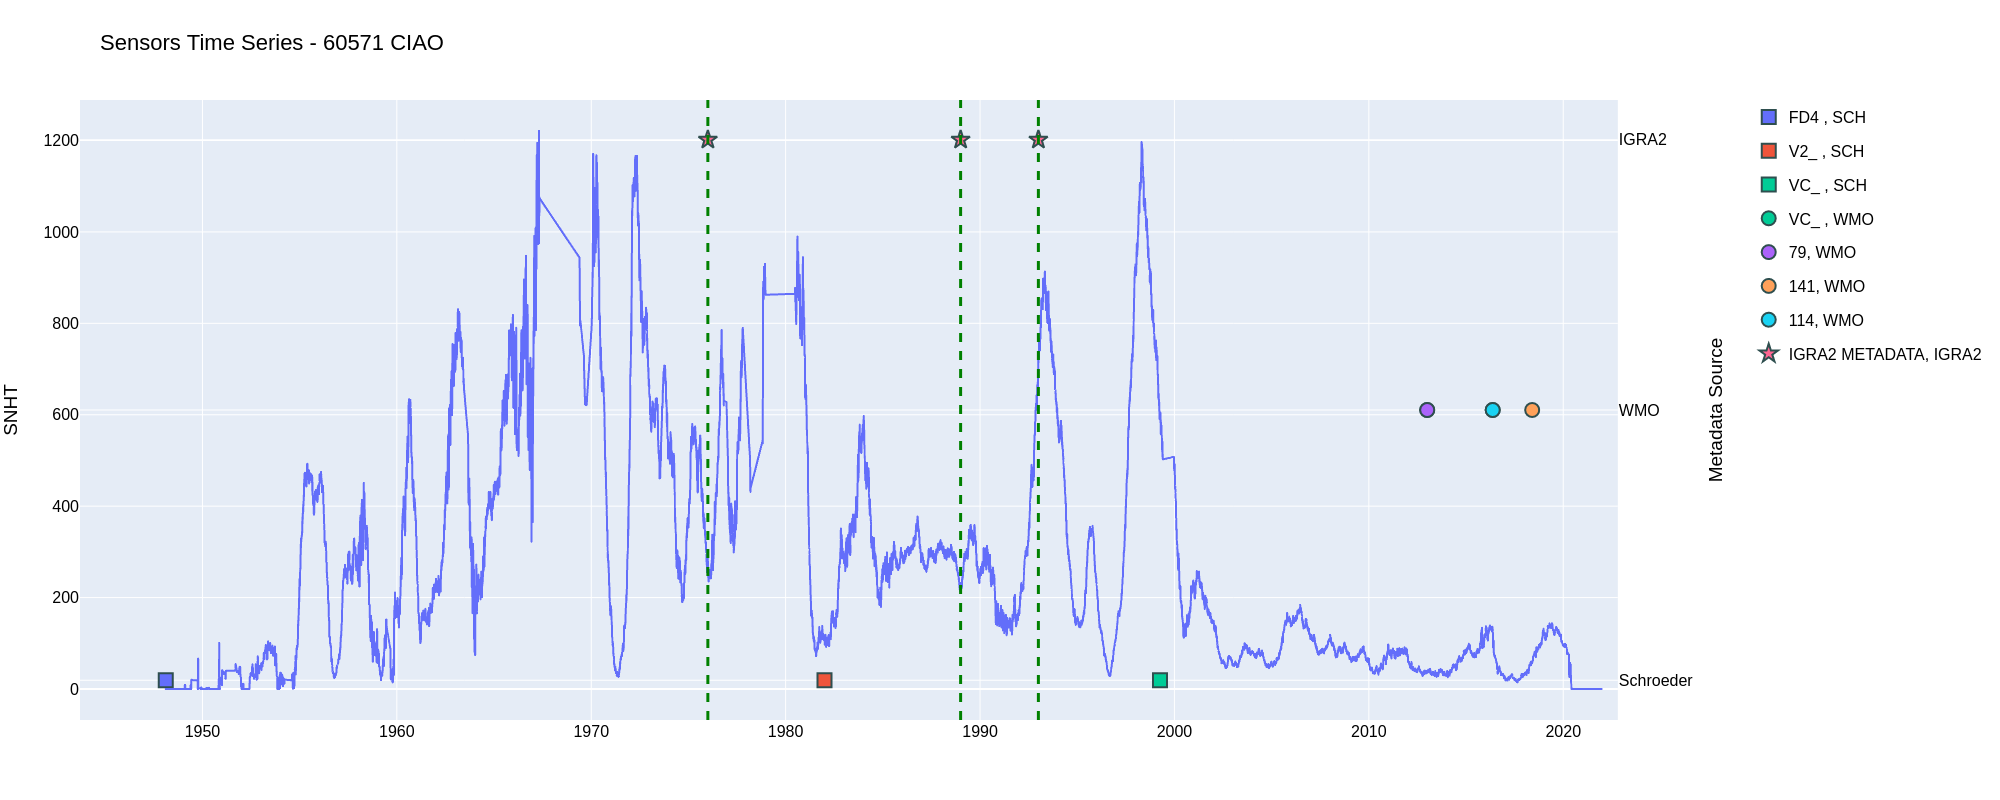 Sensors Time Series - 60571 CIAO
SNHT
1200
1000
800
600
400
200
0
1950
1960
1970
1980
1990
2000
2010
2020
IGRA2
WMO
Schroeder
Metadata Source
FD4 , SCH
V2_ , SCH
VC_ , SCH
VC_ , WMO
79, WMO
141, WMO
114, WMO
IGRA2 METADATA, IGRA2